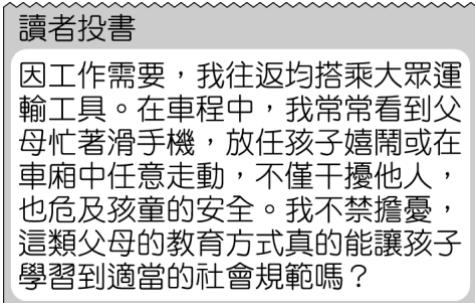 讀者投書
因工作需要，我往返均搭乘大眾運
輸工具。在車程中，我常常看到父
母忙著滑手機，放任孩子嬉鬧或在
車廂中任意走動，不僅干擾他人，
也危及孩童的安全。我不禁擔憂，
這類父母的教育方式真的能讓孩子
學習到適當的社會規範嗎？